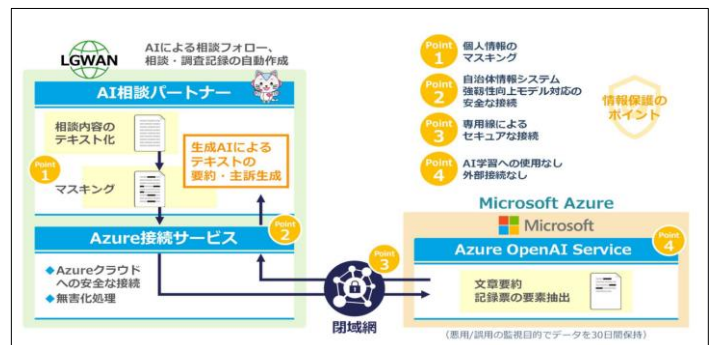 LGWAN
AIによる相談フォロー、
相談・調査記録の自動作成
AI相談パートナー
相談内容の
テキスト化
Point
1
マスキング
生成AIによる
テキストの
要約・主訴生成
Azure接続サービス
Point
2
◆Azureクラウド
への安全な接続
◆無害化処理
Point
3
閉域網
Point
1
個人情報の
マスキング
Point
2
自治体情報システム
強靱性向上モデル対応の
安全な接続
Point
3
専用線による
セキュアな接続
Point
4
AI学習への使用なし
外部接続なし
情報保護の
ポイント
Microsoft Azure
Microsoft
Azure OpenAI Service
Point
4
文章要約
記録票の要素抽出
(悪用/誤用の監視目的でデータを30日間保持)